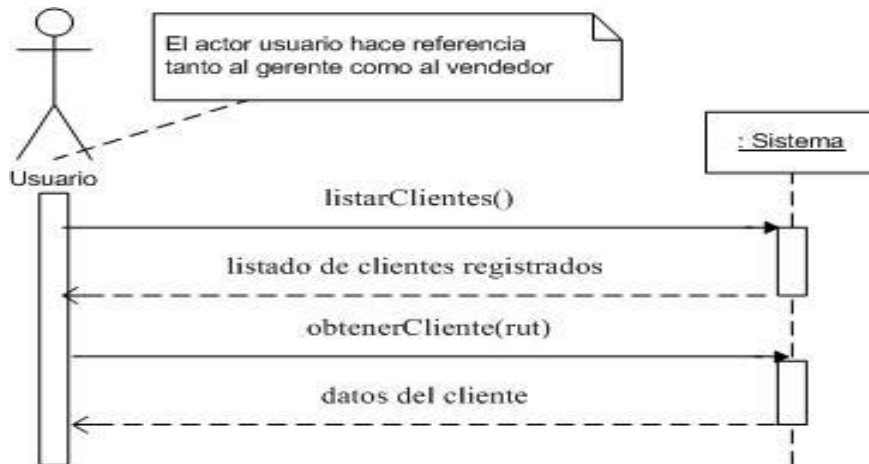 El actor usuario hace referencia
tanto al gerente como al vendedor
: Sistema
Usuario
listarClientes()
listado de clientes registrados
obtenerCliente(rut)
datos del cliente